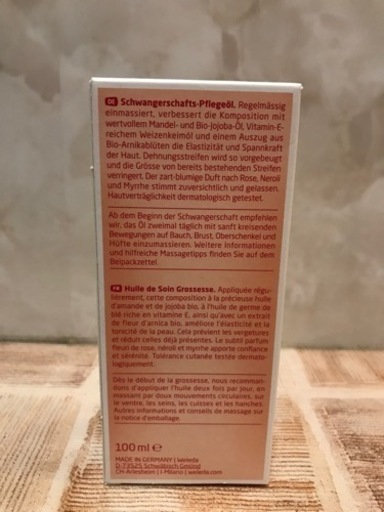 DE Schwangerschafts-Pflegeöl. Regelmässig
einmassiert, verbessert die Komposition mit
wertvollem Mandel- und Bio-Jojoba-Öl, Vitamin-E-
reichem Weizenkeimöl und einem Auszug aus
Bio-Arnikablüten die Elastizität und Spannkraft
der Haut. Dehnungsstreifen wird so vorgebeugt
und die Grösse von bereits bestehenden Streifen
verringert. Der zart-blumige Duft nach Rose, Neroli
und Myrrhe stimmt zuversichtlich und gelassen.
Hautverträglichkeit dermatologisch getestet.
Ab dem Beginn der Schwangerschaft empfehlen
wir, das Öl zweimal täglich mit sanft kreisenden
Bewegungen auf Bauch, Brust, Oberschenkel und
Hüfte einzumassieren. Weitere Informationen
und hilfreiche Massagetipps finden Sie auf dem
Beipackzettel.
FR Huile de Soin Grossesse. Appliquée régu-
lièrement, cette composition à la précieuse huile
d'amande et de jojoba bio, à l'huile de germe de
blé riche en vitamine E, ainsi qu'avec un extrait
de fleur d'arnica bio, améliore l'élasticité et la
tonicité de la peau. Cela prévient les vergetures
et réduit celles déjà présentes. Le subtil parfum
fleuri de rose, néroli et myrrhe apporte confiance
et sérénité. Tolérance cutanée testée dermato-
logiquement.
Dès le début de la grossesse, nous recomman-
dons d'appliquer l'huile deux fois par jour, en
massant par doux mouvements circulaires, sur
le ventre, les seins, les cuisses et les hanches.
Autres informations et conseils de massage sur
la notice d'emballage.
100 ml ℮
MADE IN GERMANY | Weleda
D-73525 Schwäbisch Gmünd
CH-Arlesheim | I-Milano | weleda.com